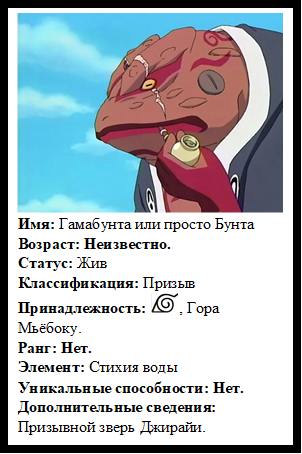 Имя: Гамабунта или просто Бунта
Возраст: Неизвестно.
Статус: Жив
Классификация: Призыв
Принадлежность: , Гора
Мьёбоку.
Ранг: Нет.
Элемент: Стихия воды
Уникальные способности: Нет.
Дополнительные сведения:
Призывной зверь Джирайи.